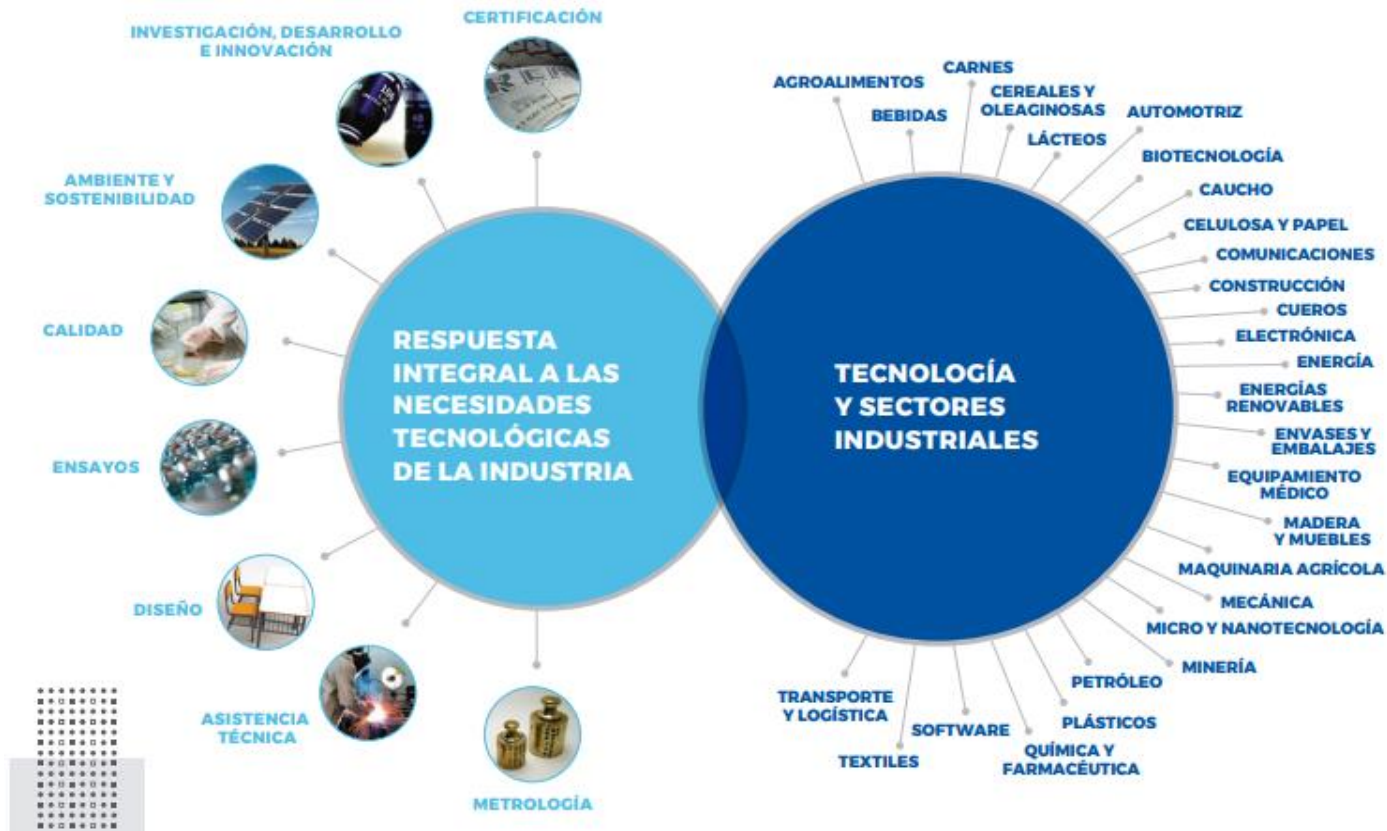 CERTIFICACIÓN
INVESTIGACIÓN, DESARROLLO
E INNOVACIÓN
AMBIENTE Y
SOSTENIBILIDAD
CALIDAD
ENSAYOS
DISEÑO
ASISTENCIA
TÉCNICA
METROLOGÍA
RESPUESTA
INTEGRAL A LAS
NECESIDADES
TECNOLÓGICAS
DE LA INDUSTRIA
TECNOLOGÍA
Y SECTORES
INDUSTRIALES
AGROALIMENTOS
BEBIDAS
CARNES
CEREALES Y
OLEAGINOSAS
LÁCTEOS
AUTOMOTRIZ
BIOTECNOLOGÍA
CAUCHO
CELULOSA Y PAPEL
COMUNICACIONES
CONSTRUCCIÓN
CUEROS
ELECTRÓNICA
ENERGÍA
ENERGÍAS
RENOVABLES
ENVASES Y
EMBALAJES
EQUIPAMIENTO
MÉDICO
MADERA
Y MUEBLES
MAQUINARIA AGRÍCOLA
MECÁNICA
MICRO Y NANOTECNOLOGÍA
MINERÍA
PETRÓLEO
PLÁSTICOS
QUÍMICA Y
FARMACÉUTICA
SOFTWARE
TEXTILES
TRANSPORTE
Y LOGÍSTICA